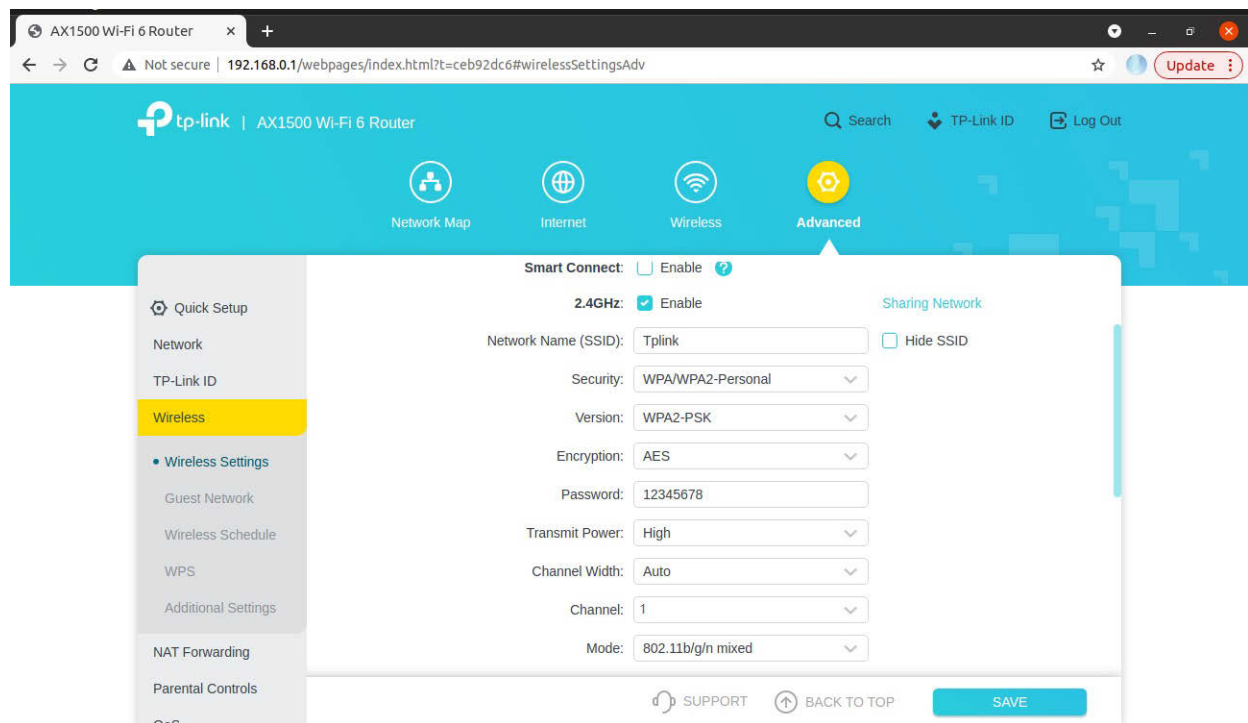 AX1500 Wi-Fi 6 Router
Not secure | 192.168.0.1/webpages/index.html?t=ceb92dc6#wirelessSettingsAdv
Update
tp-link | AX1500 Wi-Fi 6 Router
Search TP-Link ID Log Out
Network Map Internet Wireless Advanced
Quick Setup
Network
TP-Link ID
Wireless
Wireless Settings
Guest Network
Wireless Schedule
WPS
Additional Settings
NAT Forwarding
Parental Controls
QoS
Smart Connect: Enable
2.4GHz: Enable Sharing Network
Network Name (SSID): Tplink Hide SSID
Security: WPA/WPA2-Personal
Version: WPA2-PSK
Encryption: AES
Password: 12345678
Transmit Power: High
Channel Width: Auto
Channel: 1
Mode: 802.11b/g/n mixed
SUPPORT BACK TO TOP SAVE